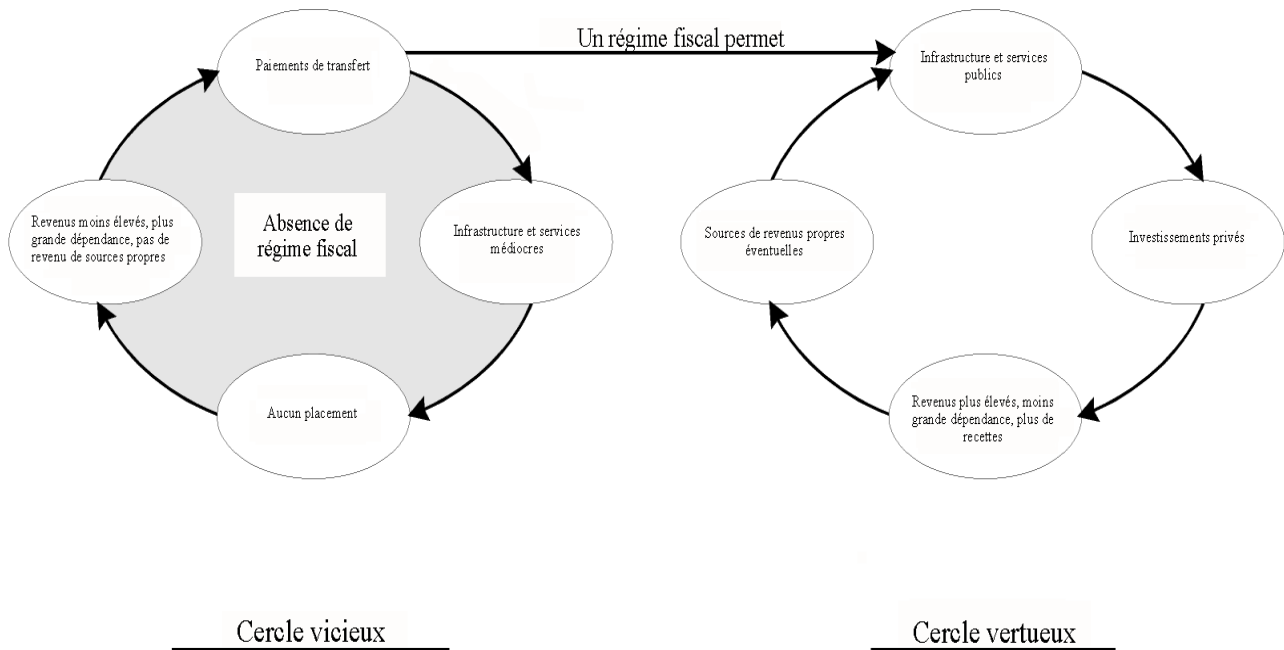 Un régime fiscal permet
Paiements de transfert
Infrastructure et services
publics
Revenus moins élevés, plus
grande dépendance, pas de
revenu de sources propres
Absence de
régime fiscal
Infrastructure et services
médiocres
Sources de revenus propres
éventuelles
Investissements privés
Aucun placement
Revenus plus élevés, moins
grande dépendance, plus de
recettes
Cercle vicieux
Cercle vertueux